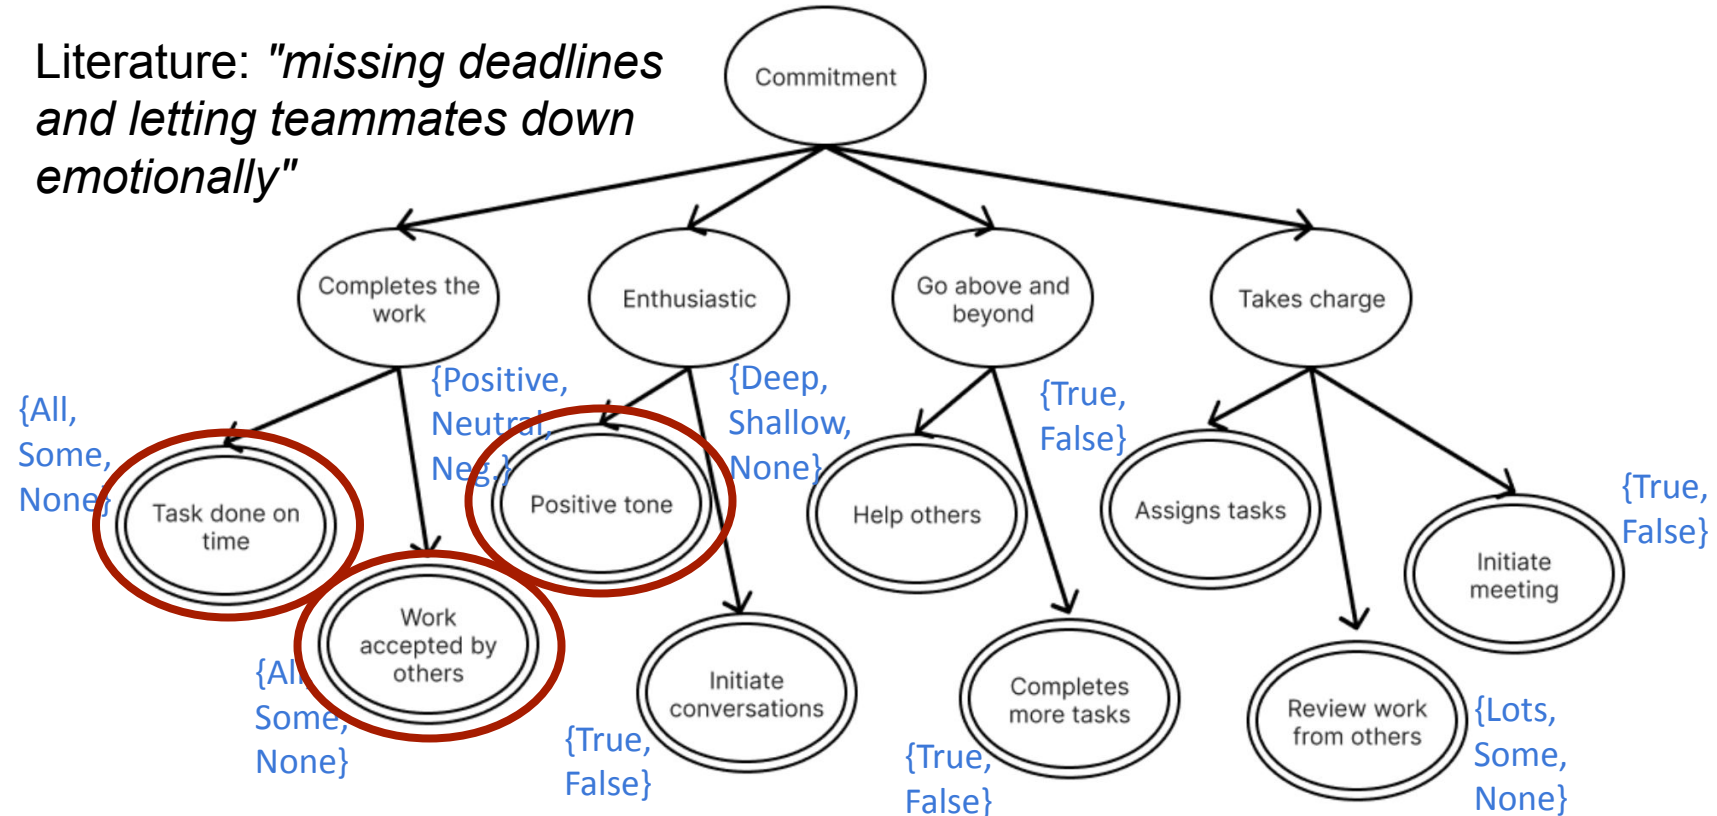 Literature: "missing deadlines
and letting teammates down
emotionally"
Commitment
Completes the
work
Enthusiastic
Go above and
beyond
Takes charge
{All,
Some,
None}
{Positive,
Neutral,
Neg.}
{Deep,
Shallow,
None}
{True,
False}
{True,
False}
Task done on
time
Positive tone
Help others
Assigns tasks
Initiate
meeting
Work
accepted by
others
{All,
Some,
None}
Initiate
conversations
{True,
False}
Completes
more tasks
{True,
False}
Review work
from others
{Lots,
Some,
None}